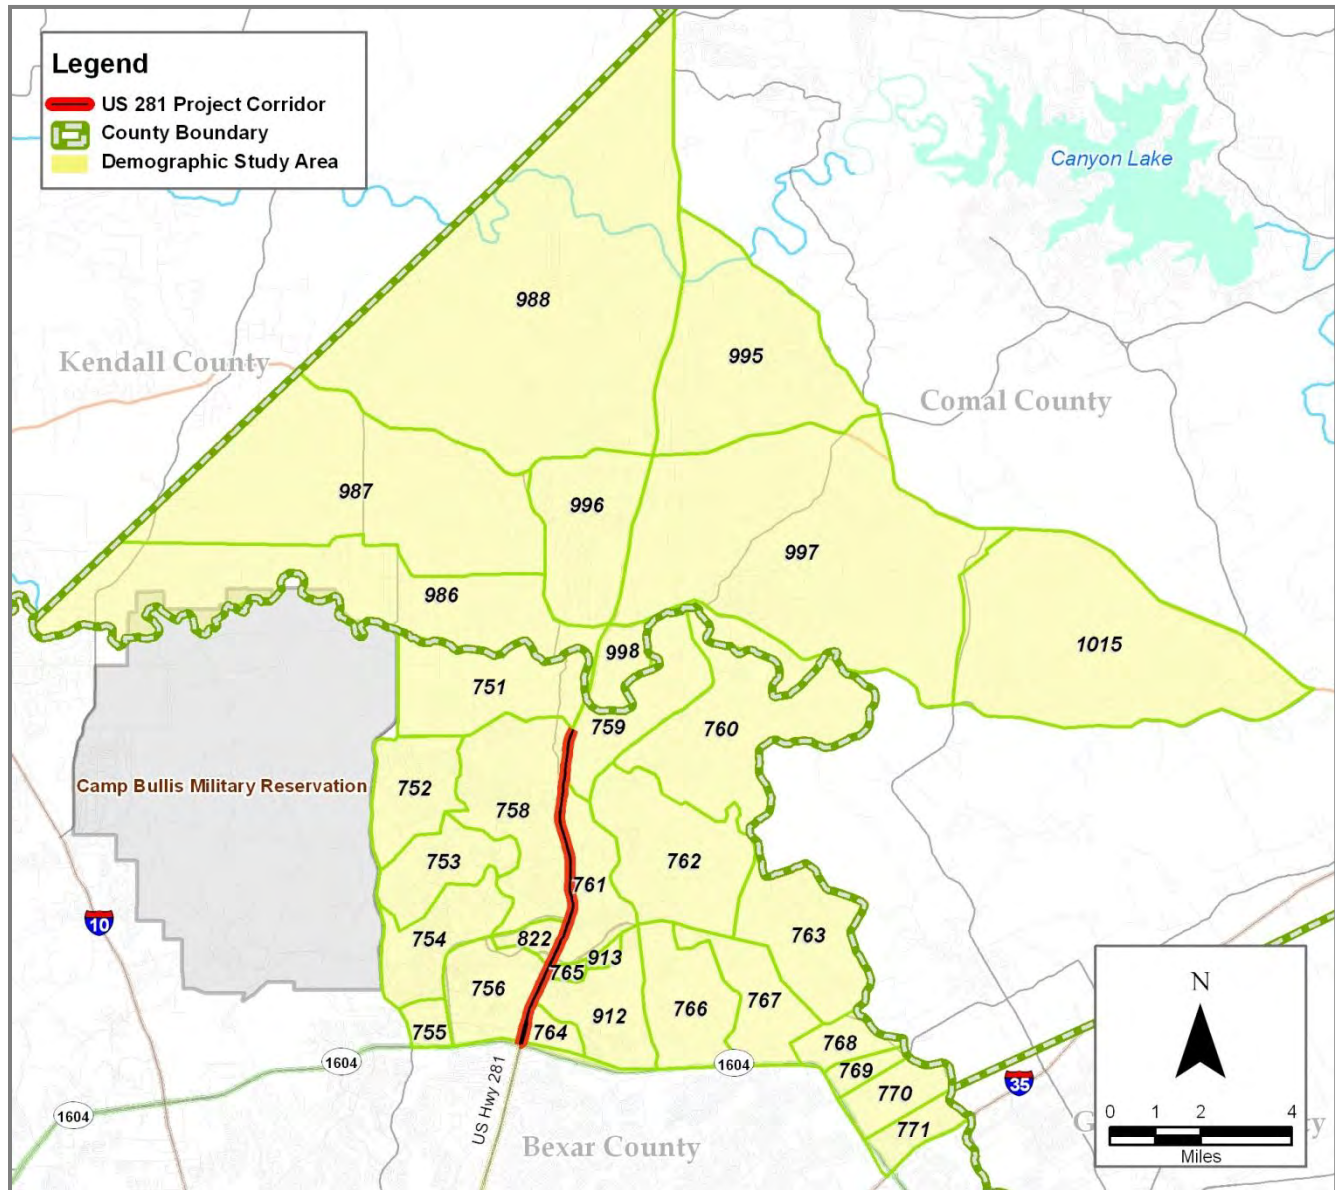 Legend
US 281 Project Corridor
County Boundary
Demographic Study Area
Canyon Lake
988
Kendall County
995
Comal County
987
996
997
986
998
1015
751
759
760
Camp Bullis Military Reservation
752
758
753
762
761
10
754
822
763
913
765
756
766
767
912
755
764
768
1604
1604
769
35
770
1604
771
US Hwy 281
Bexar County
N
0 1 2 4
Miles